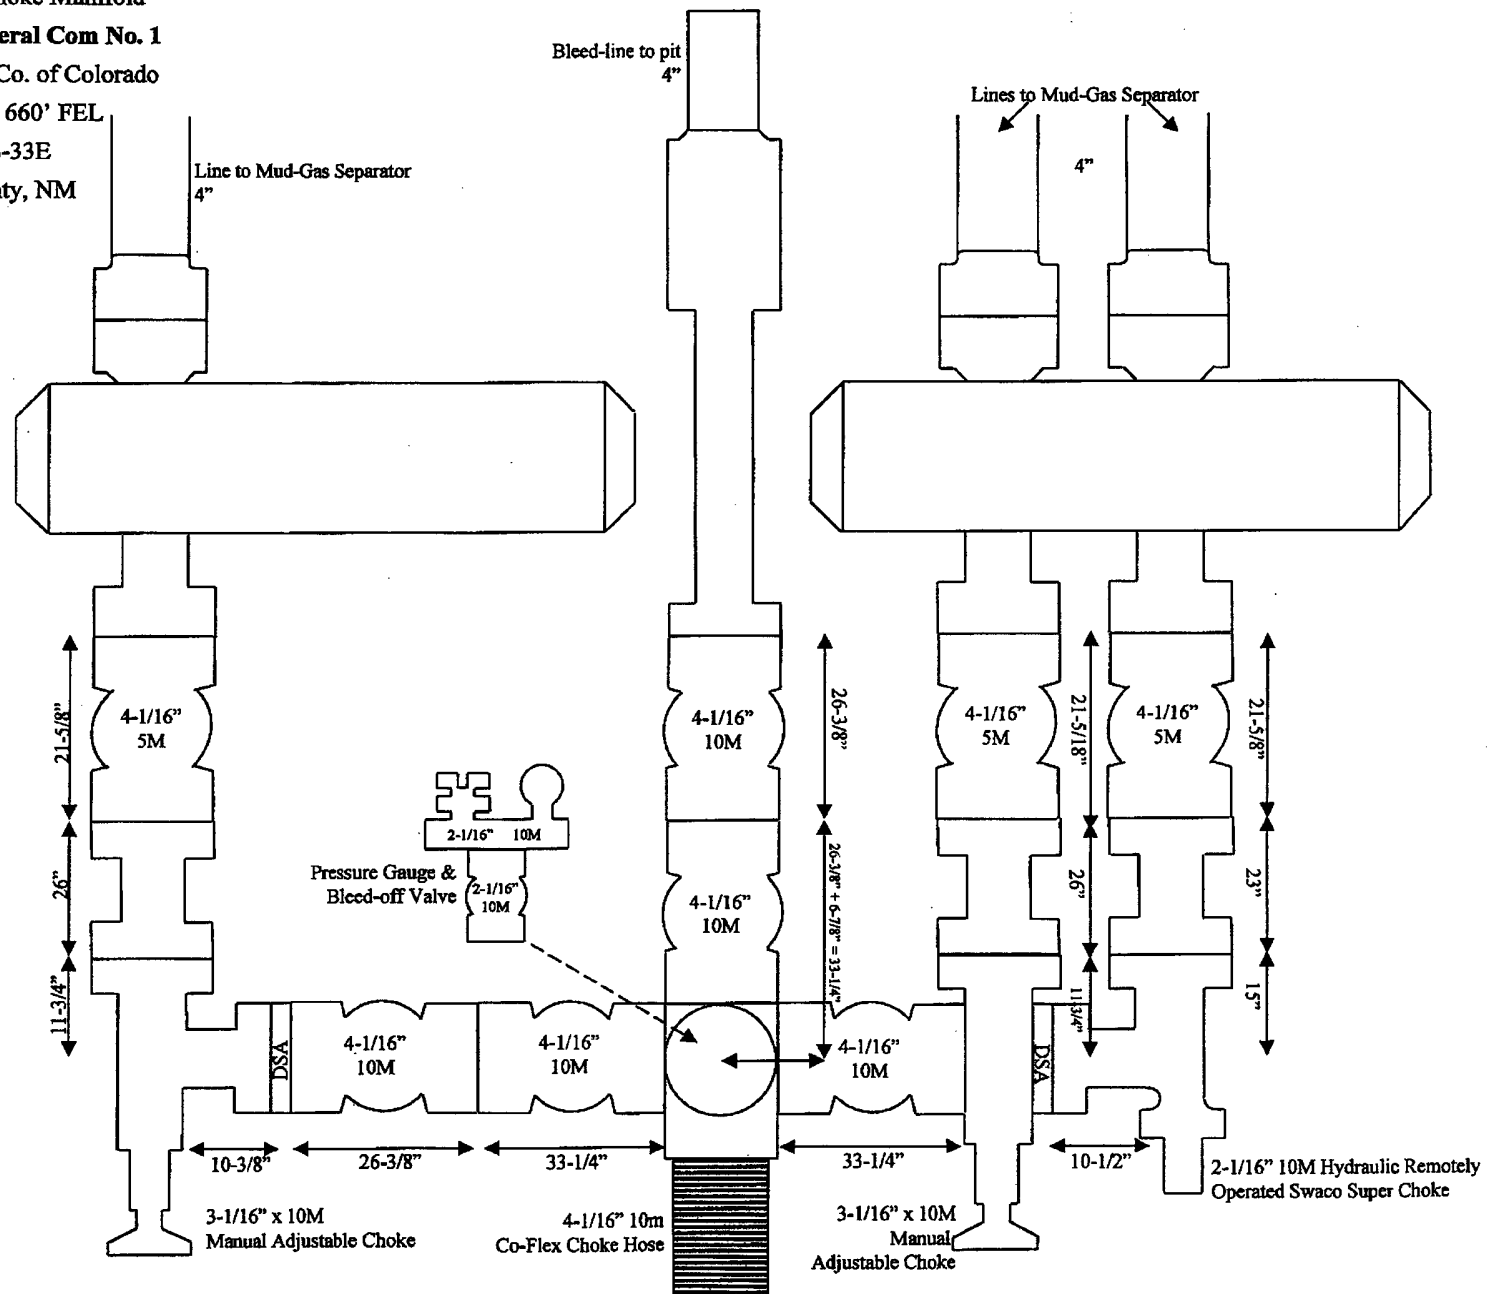 Manifold
eral Com No. 1
Co. of Colorado
660' FEL
-33E
ty, NM
Bleed-line to pit
4"
Lines to Mud-Gas Separator
4"
Line to Mud-Gas Separator
4"
21-5/8"
4-1/16"
5M
4-1/16"
10M
26-3/8"
4-1/16"
5M
21-5/18"
4-1/16"
5M
21-5/8"
2-1/16" 10M
Pressure Gauge &
Bleed-off Valve
2-1/16"
10M
26"
4-1/16"
10M
26-3/8" + 6-7/8" = 33-1/4"
26"
23"
11-3/4"
DSA
4-1/16"
10M
4-1/16"
10M
4-1/16"
10M
DSA
11-3/4"
15"
10-3/8"
26-3/8"
33-1/4"
33-1/4"
10-1/2"
3-1/16" x 10M
Manual Adjustable Choke
4-1/16" 10m
Co-Flex Choke Hose
3-1/16" x 10M
Manual
Adjustable Choke
2-1/16" 10M Hydraulic Remotely
Operated Swaco Super Choke